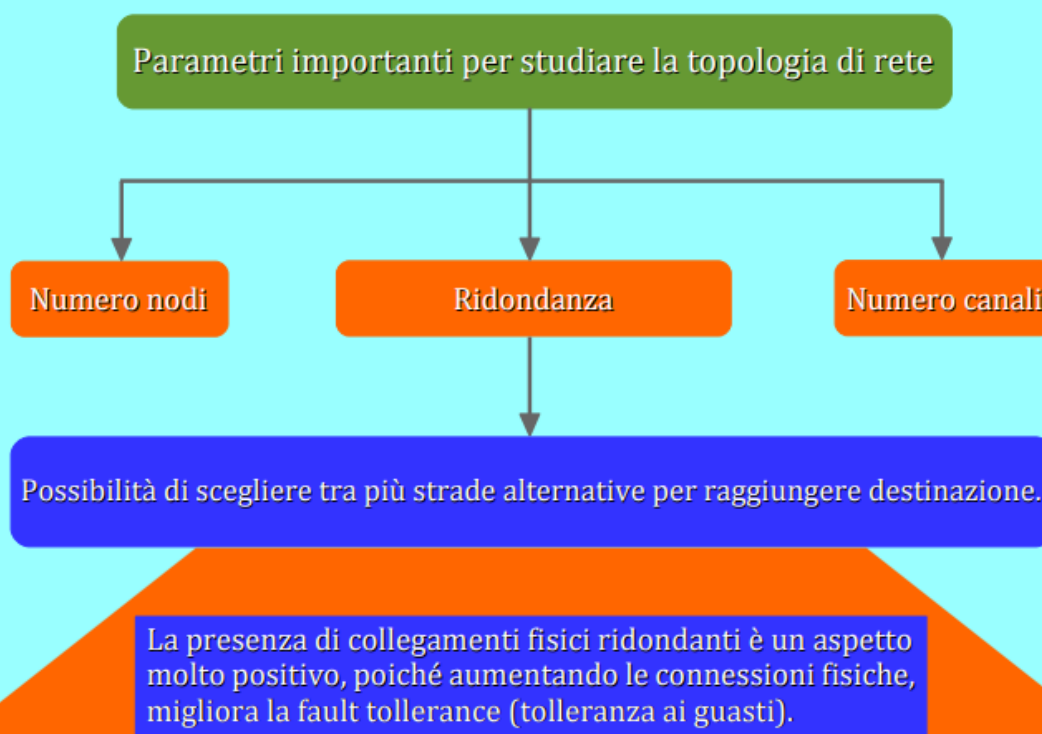 Parametri importanti per studiare la topologia di rete
Numero nodi
Ridondanza
Numero canali
Possibilità di scegliere tra più strade alternative per raggiungere destinazione.
La presenza di collegamenti fisici ridondanti è un aspetto
molto positivo, poiché aumentando le connessioni fisiche,
migliora la fault tollerance (tolleranza ai guasti).